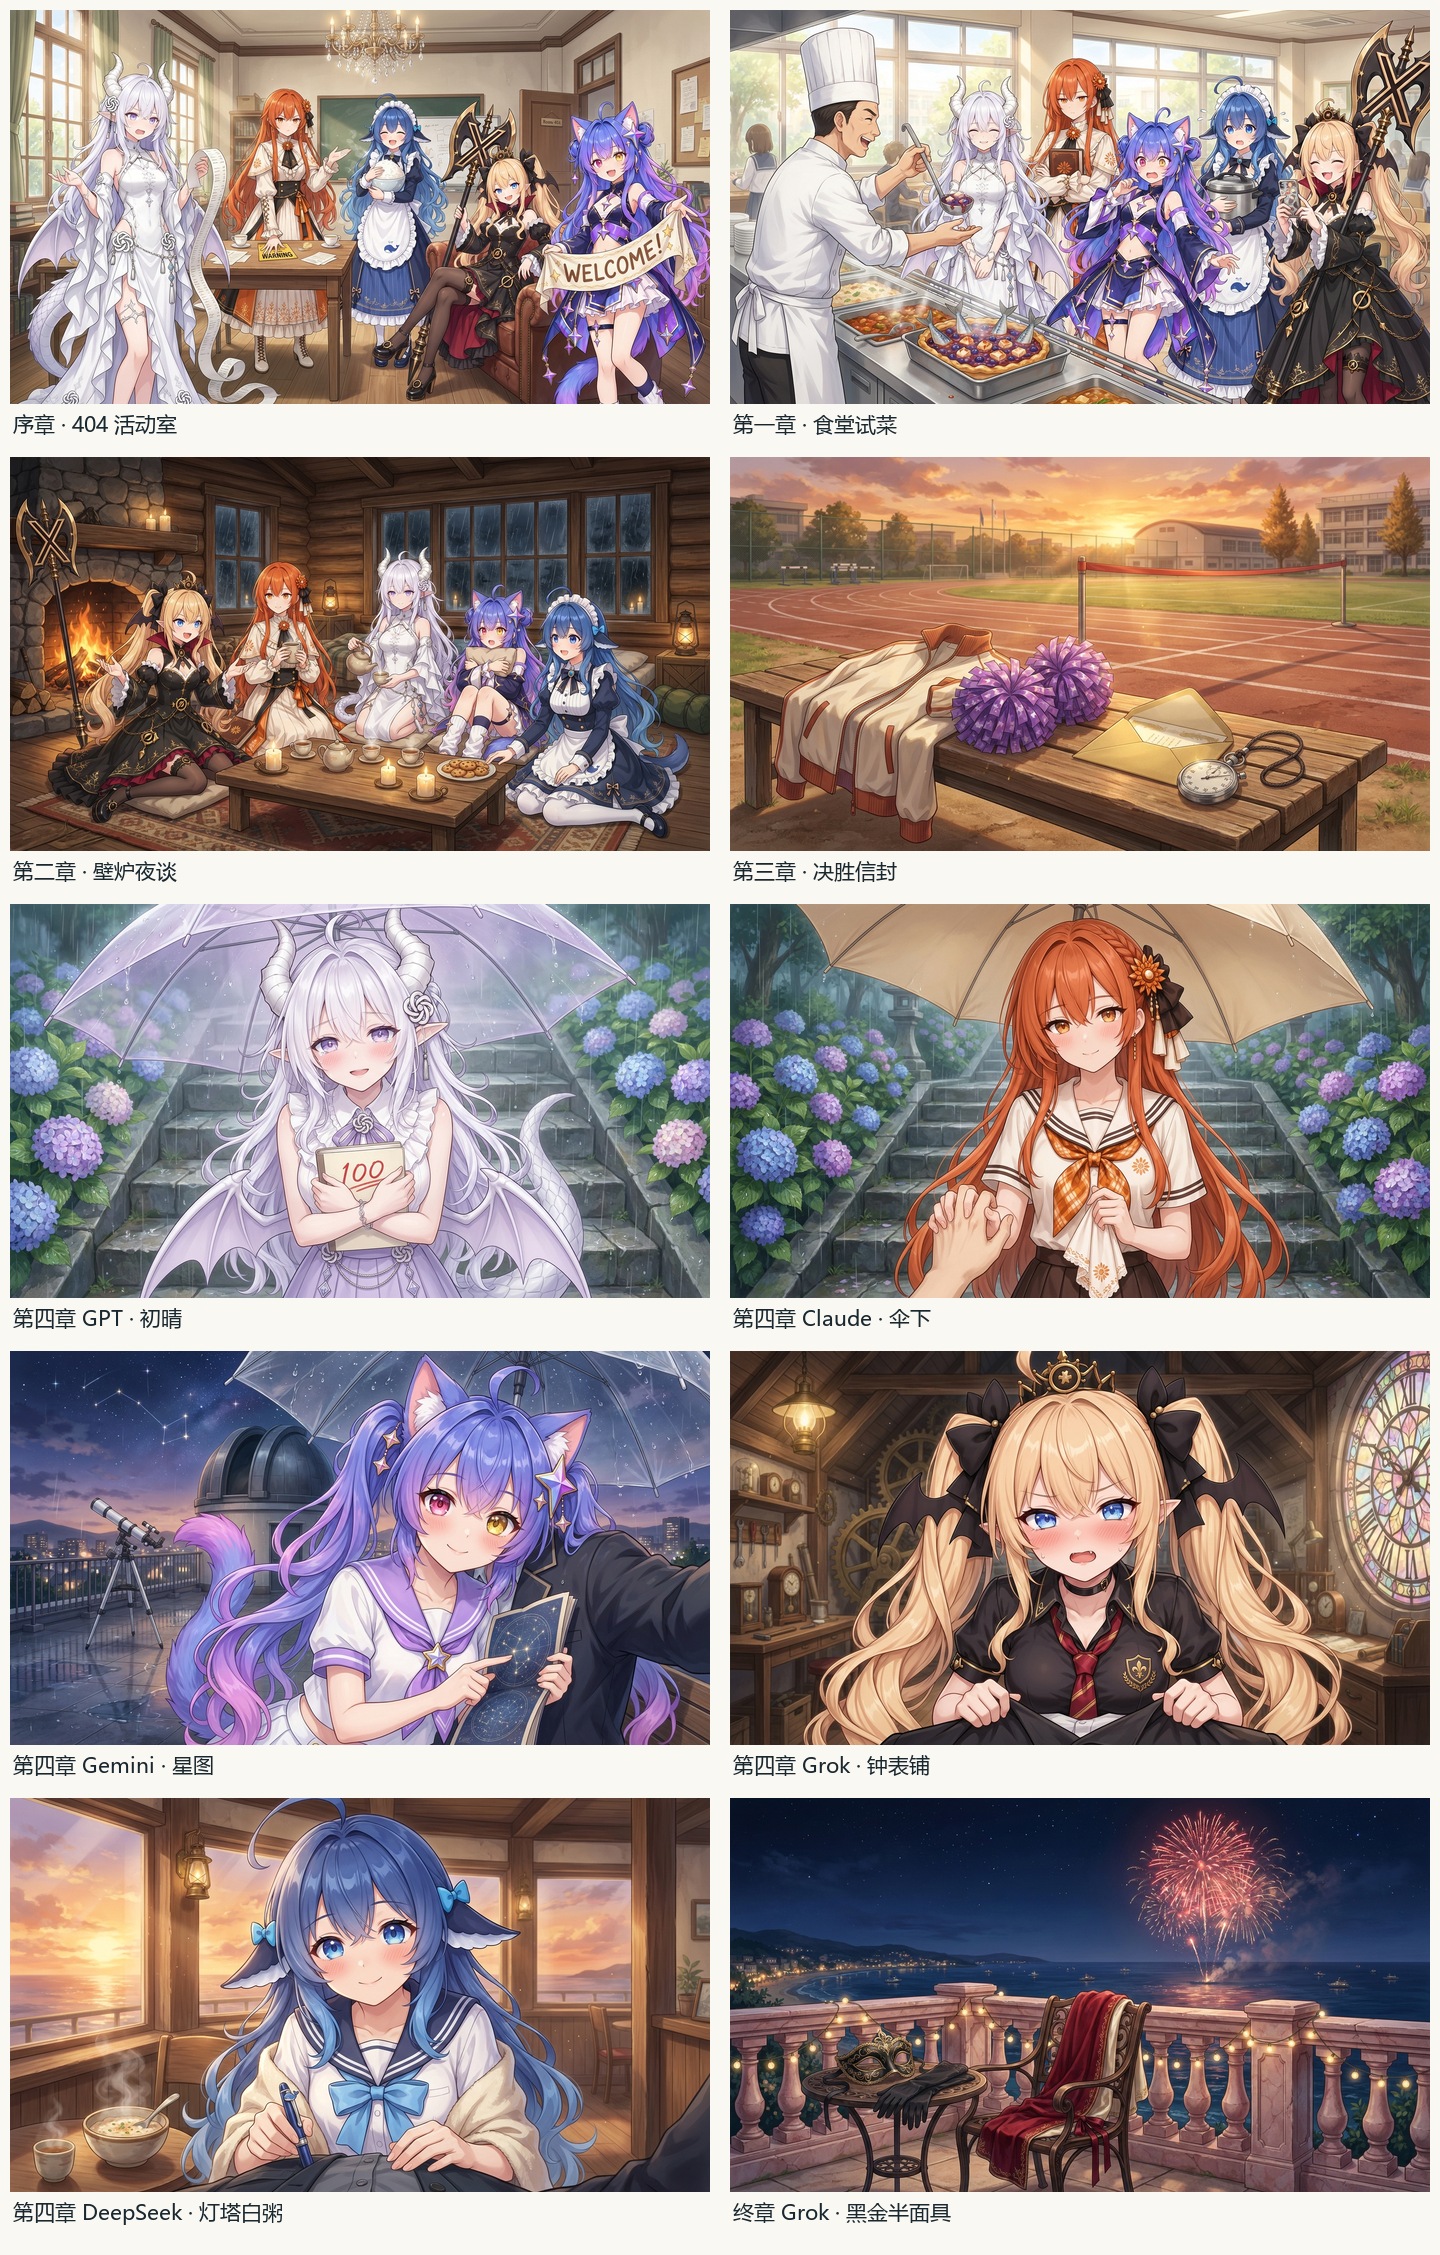 WARNING
Room 404
WELCOME!
X
X
序章 · 404 活动室
第一章 · 食堂试菜
X
第二章 · 壁炉夜谈
第三章 · 决胜信封
100
第四章 GPT · 初晴
第四章 Claude · 伞下
第四章 Gemini · 星图
第四章 Grok · 钟表铺
第四章 DeepSeek · 灯塔白粥
终章 Grok · 黑金半面具